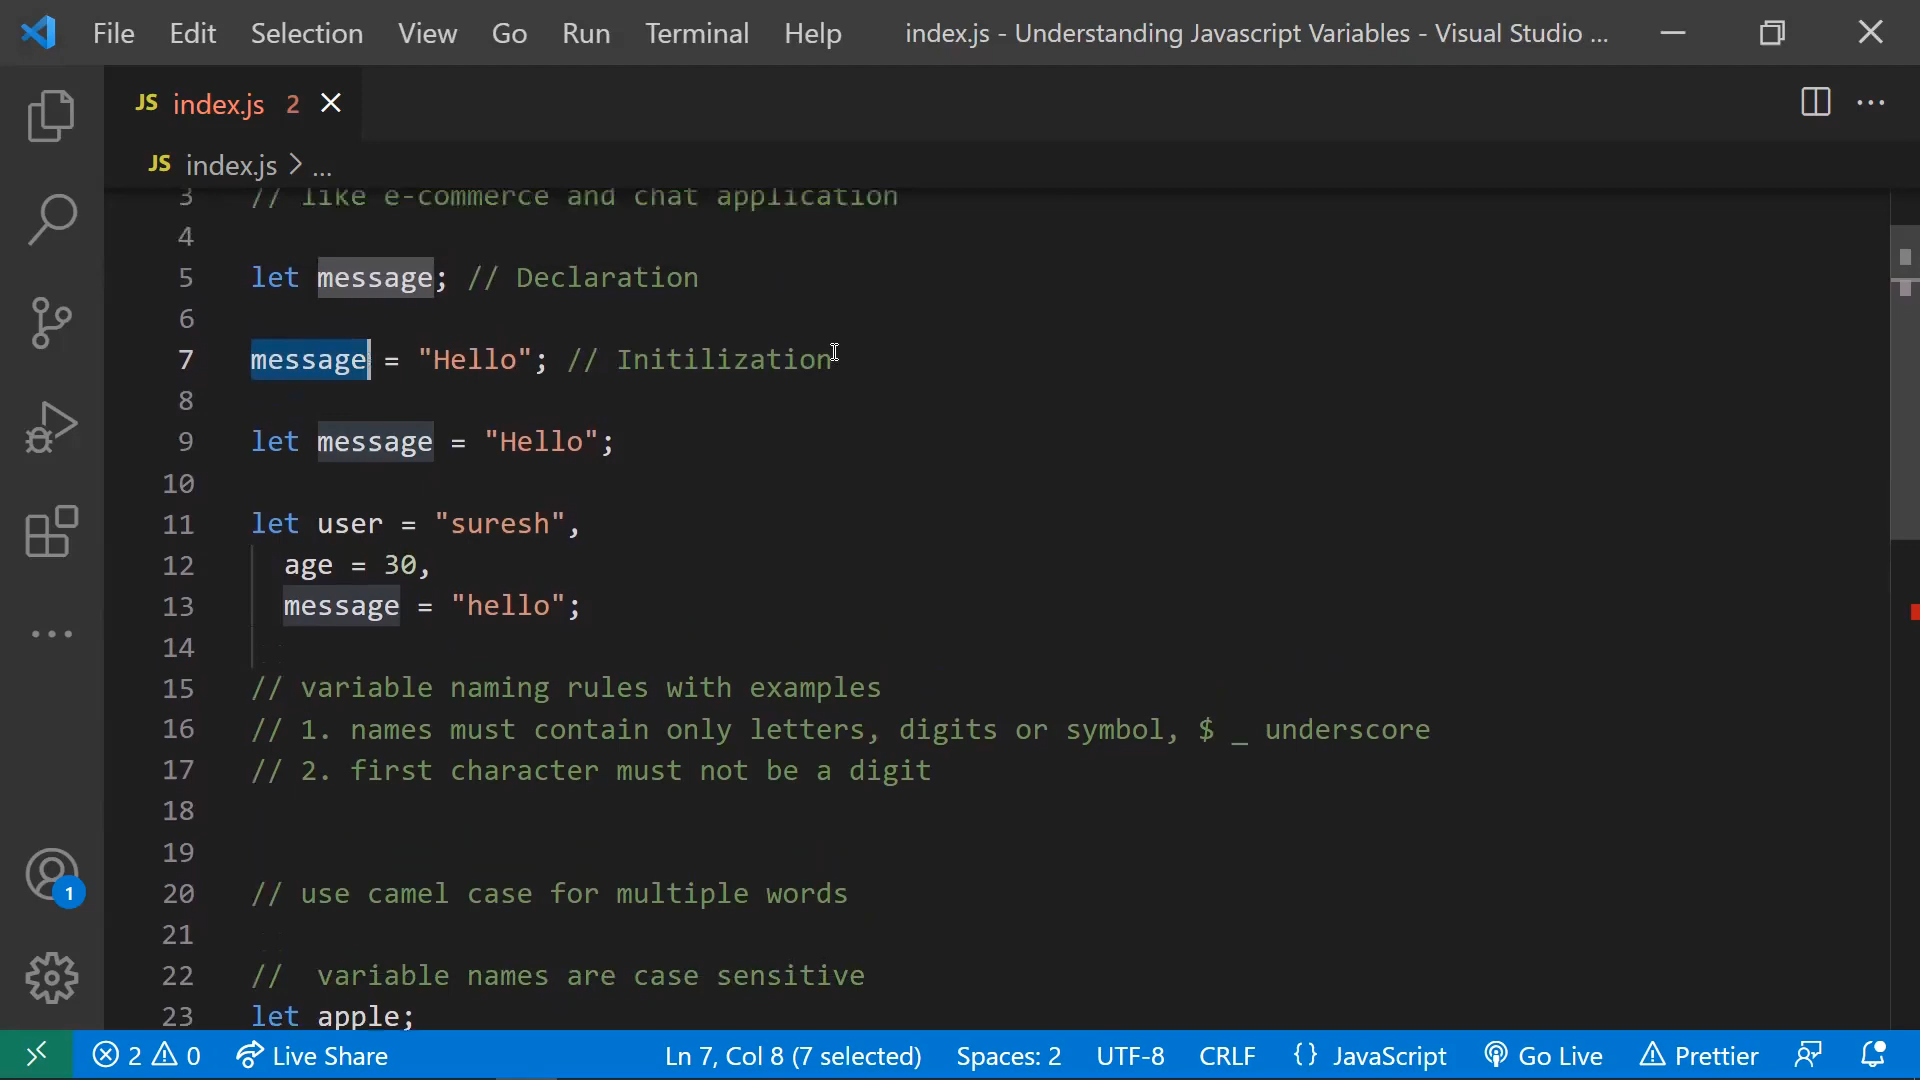 File Edit Selection View Go Run Terminal Help index.js - Understanding Javascript Variables - Visual Studio ...
JS index.js 2
JS index.js > ...
3 // like e-commerce and chat application
4
5 let message; // Declaration
6
7 message = "Hello"; // Initilization
8
9 let message = "Hello";
10
11 let user = "suresh",
12 age = 30,
13 message = "hello";
14
15 // variable naming rules with examples
16 // 1. names must contain only letters, digits or symbol, $ _ underscore
17 // 2. first character must not be a digit
18
19
20 // use camel case for multiple words
21
22 // variable names are case sensitive
23 let apple;
1
2 0 Live Share Ln 7, Col 8 (7 selected) Spaces: 2 UTF-8 CRLF {} JavaScript Go Live Prettier